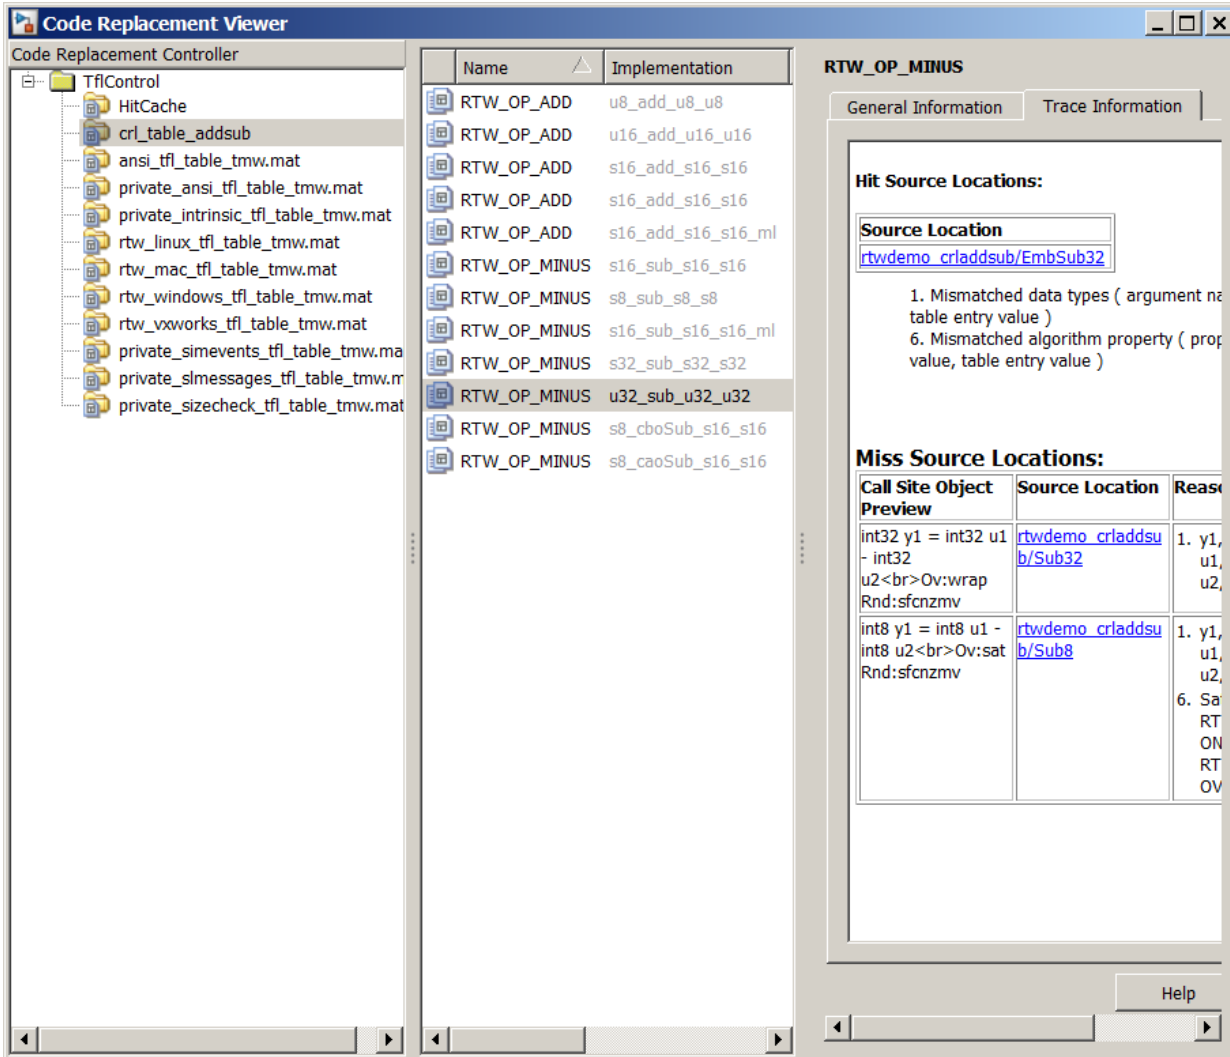 Code Replacement Viewer
Code Replacement Controller
TflControl
HitCache
crl_table_addsub
ansi_tfl_table_tmw.mat
private_ansi_tfl_table_tmw.mat
private_intrinsic_tfl_table_tmw.mat
rtw_linux_tfl_table_tmw.mat
rtw_mac_tfl_table_tmw.mat
rtw_windows_tfl_table_tmw.mat
rtw_vxworks_tfl_table_tmw.mat
private_simevents_tfl_table_tmw.ma
private_slmessages_tfl_table_tmw.m
private_sizecheck_tfl_table_tmw.mat
Name Implementation
RTW_OP_ADD u8_add_u8_u8
RTW_OP_ADD u16_add_u16_u16
RTW_OP_ADD s16_add_s16_s16
RTW_OP_ADD s16_add_s16_s16
RTW_OP_ADD s16_add_s16_s16_ml
RTW_OP_MINUS s16_sub_s16_s16
RTW_OP_MINUS s8_sub_s8_s8
RTW_OP_MINUS s16_sub_s16_s16_ml
RTW_OP_MINUS s32_sub_s32_s32
RTW_OP_MINUS u32_sub_u32_u32
RTW_OP_MINUS s8_cboSub_s16_s16
RTW_OP_MINUS s8_caoSub_s16_s16
RTW_OP_MINUS
General Information Trace Information
Hit Source Locations:
Source Location
rtwdemo_crladdsub/EmbSub32
1. Mismatched data types ( argument na
table entry value )
6. Mismatched algorithm property ( prop
value, table entry value )
Miss Source Locations:
Call Site Object
Preview
Source Location
Reaso
int32 y1 = int32 u1
- int32
u2<br>Ov:wrap
Rnd:sfcnzmv
rtwdemo_crladdsu
b/Sub32
1. y1,
u1,
u2,
int8 y1 = int8 u1 -
int8 u2<br>Ov:sat
Rnd:sfcnzmv
rtwdemo_crladdsu
b/Sub8
1. y1,
u1,
u2,
6. Sat
RT
ON
RT
OV
Help